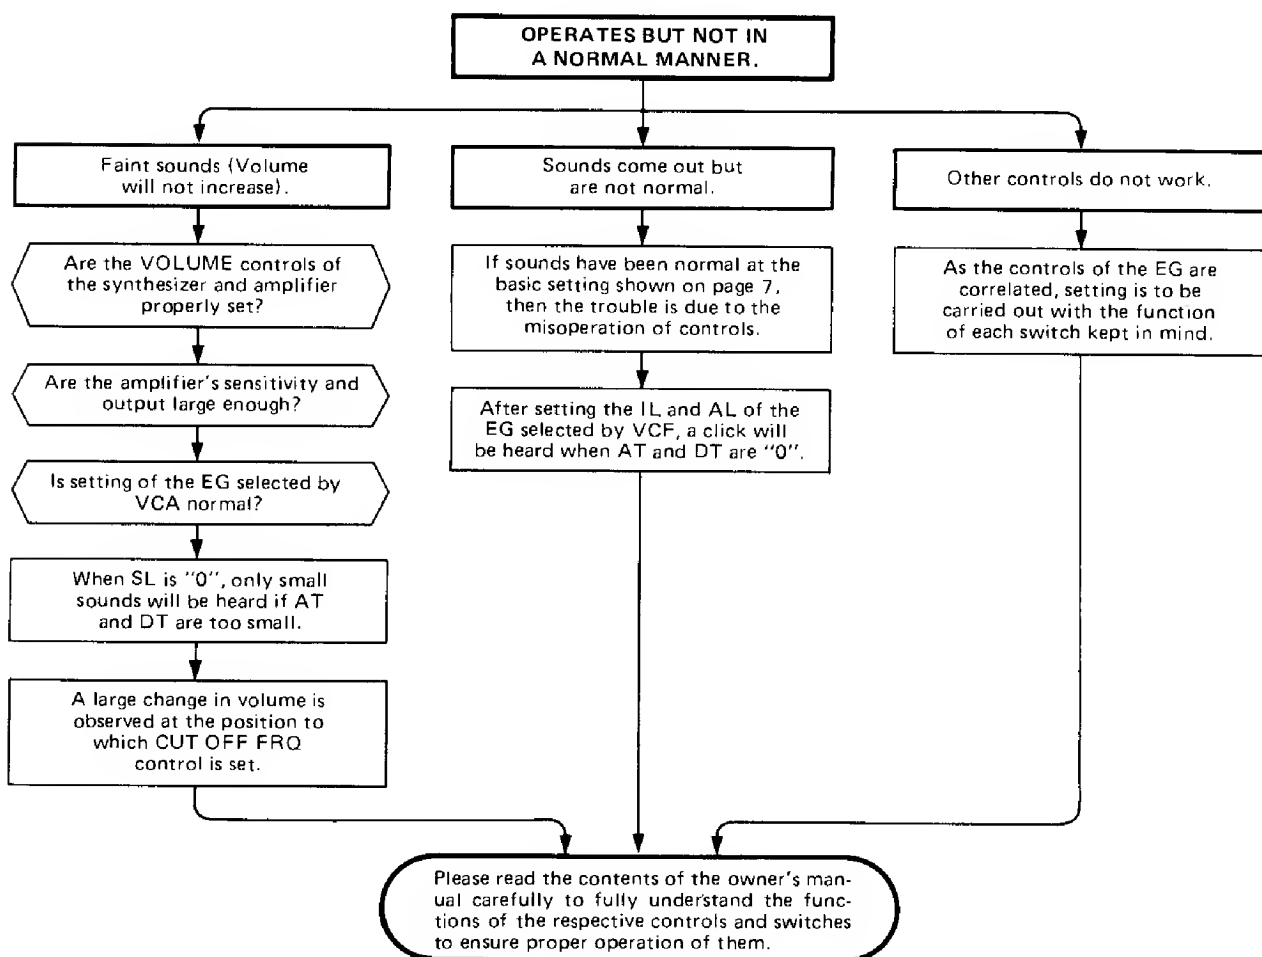 OPERATES BUT NOT IN
A NORMAL MANNER.
Faint sounds (Volume
will not increase).
Are the VOLUME controls of
the synthesizer and amplifier
properly set?
Are the amplifier's sensitivity and
output large enough?
Is setting of the EG selected by
VCA normal?
When SL is "0", only small
sounds will be heard if AT
and DT are too small.
A large change in volume is
observed at the position to
which CUT OFF FRQ
control is set.
Sounds come out but
are not normal.
If sounds have been normal at the
basic setting shown on page 7,
then the trouble is due to the
misoperation of controls.
After setting the IL and AL of the
EG selected by VCF, a click will
be heard when AT and DT are "0".
Other controls do not work.
As the controls of the EG are
correlated, setting is to be
carried out with the function
of each switch kept in mind.
Please read the contents of the owner's man-
ual carefully to fully understand the func-
tions of the respective controls and switches
to ensure proper operation of them.